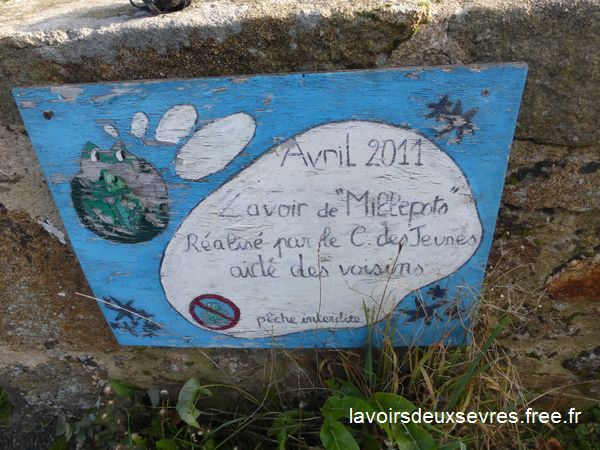 Avril 2011
Lavoir de "Millepots"
Réalisé par le C. des Jeunes
aidé des voisins
pêche interdite
lavoirsdeuxsevres.free.fr